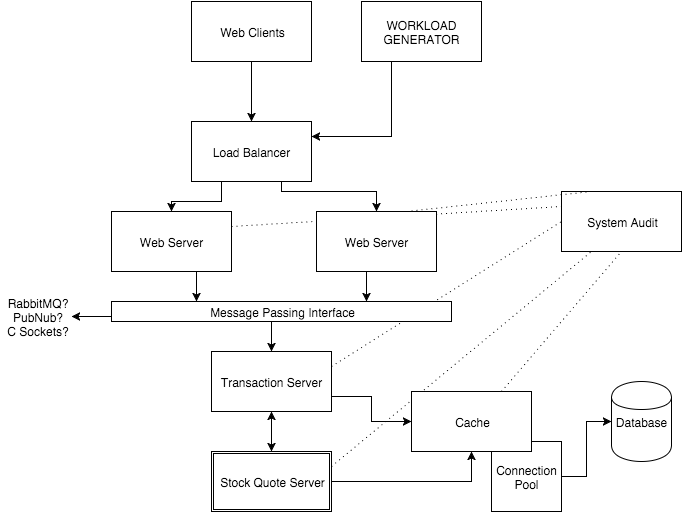 Web Clients
WORKLOAD
GENERATOR
Load Balancer
Web Server
Web Server
System Audit
RabbitMQ?
PubNub?
C Sockets?
Message Passing Interface
Transaction Server
Cache
Database
Stock Quote Server
Connection
Pool